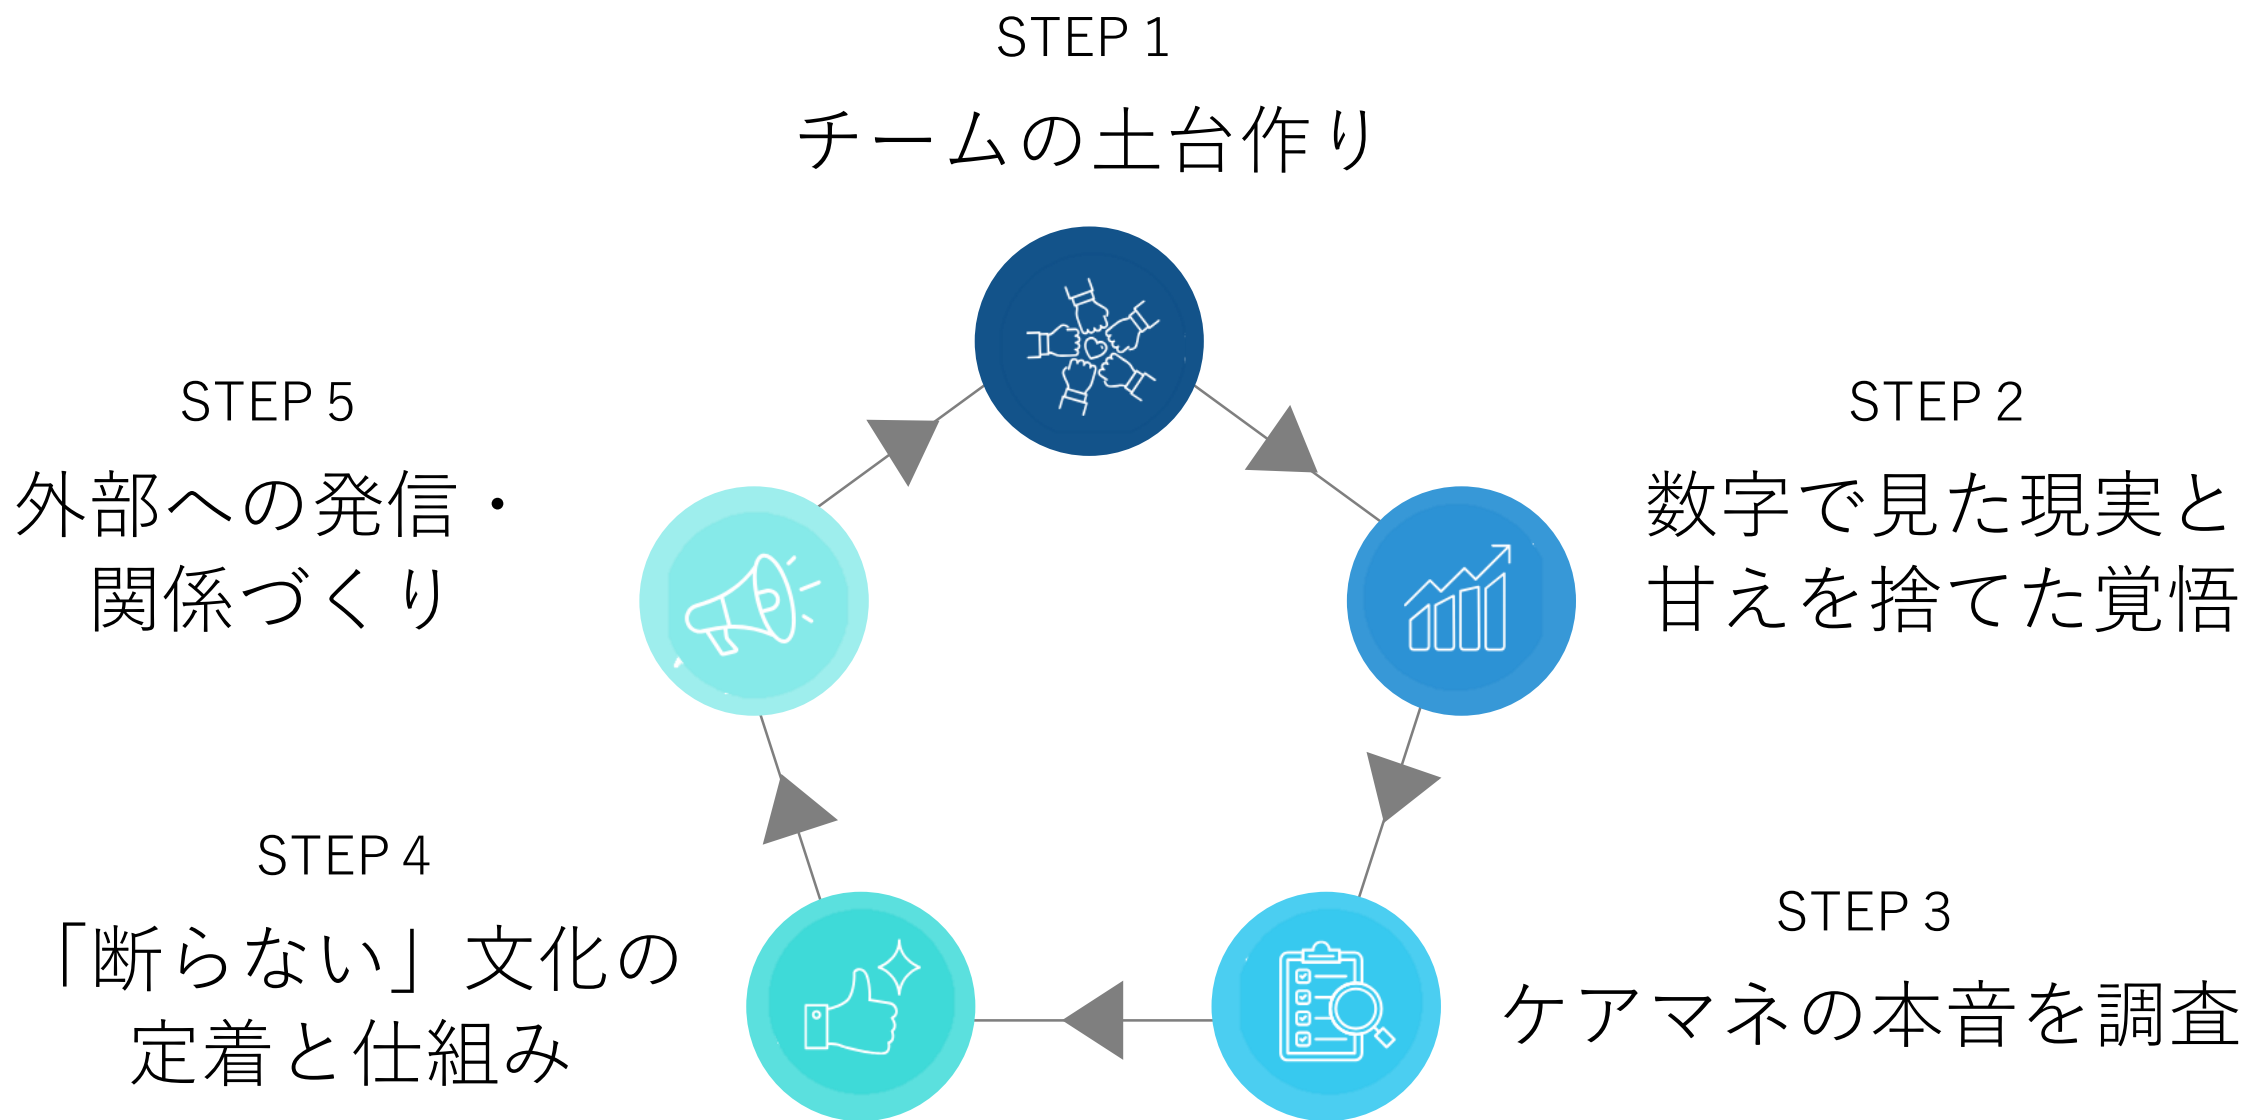 STEP 1
チームの土台作り
STEP 2
数字で見た現実と
甘えを捨てた覚悟
STEP 3
ケアマネの本音を調査
STEP 4
「断らない」文化の
定着と仕組み
STEP 5
外部への発信・
関係づくり